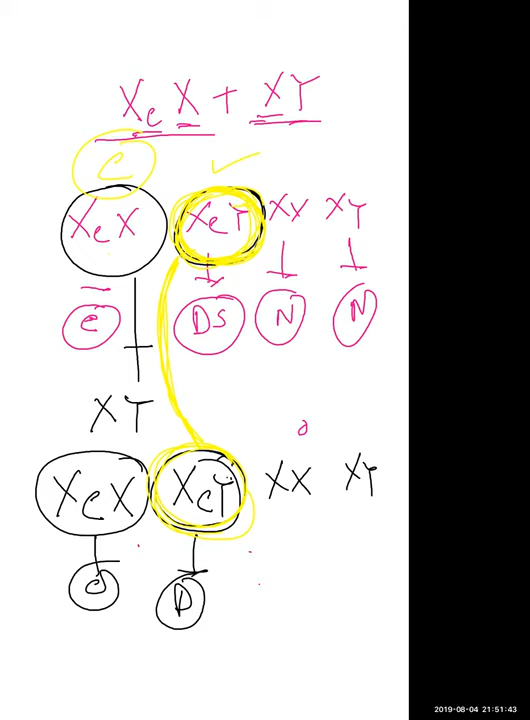 XcX + XY
C
XcX XcY XX XY
C DS N N
XY
XcX XcY XX XY
C D
2019-08-04 21:51:43